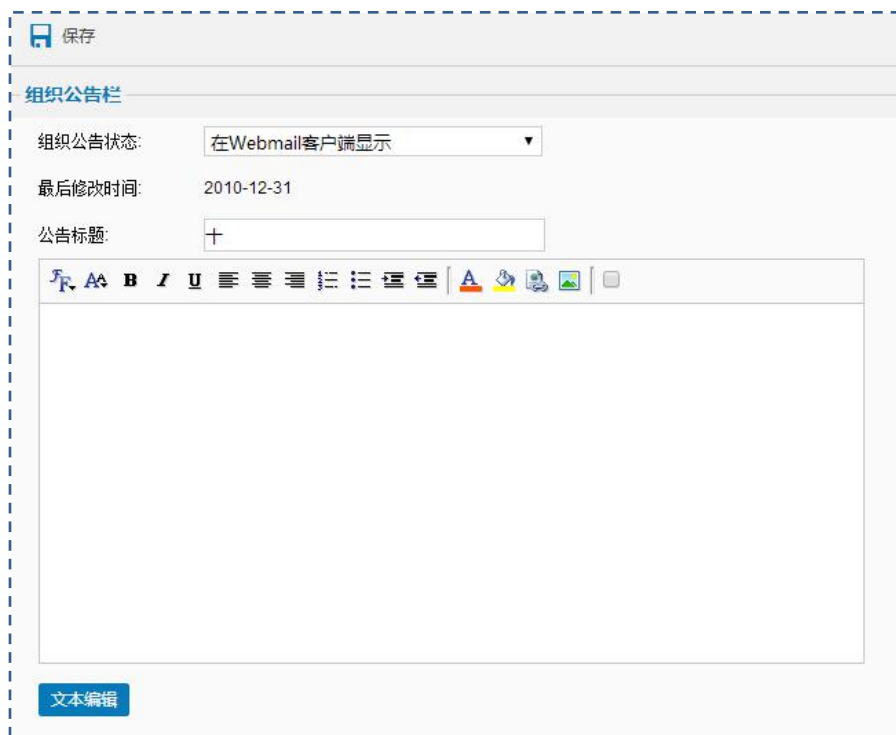 保存
组织公告栏
组织公告状态: 在Webmail客户端显示
最后修改时间: 2010-12-31
公告标题: 十
B I U A
文本编辑